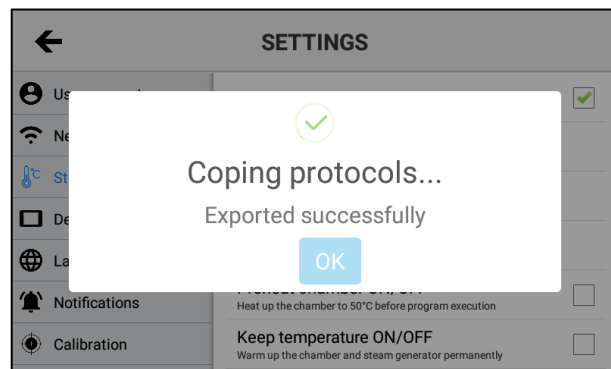 SETTINGS
Coping protocols...
Exported successfully
OK
Notifications
Heat up the chamber to 50°C before program execution
Keep temperature ON/OFF
Calibration
Warm up the chamber and steam generator permanently